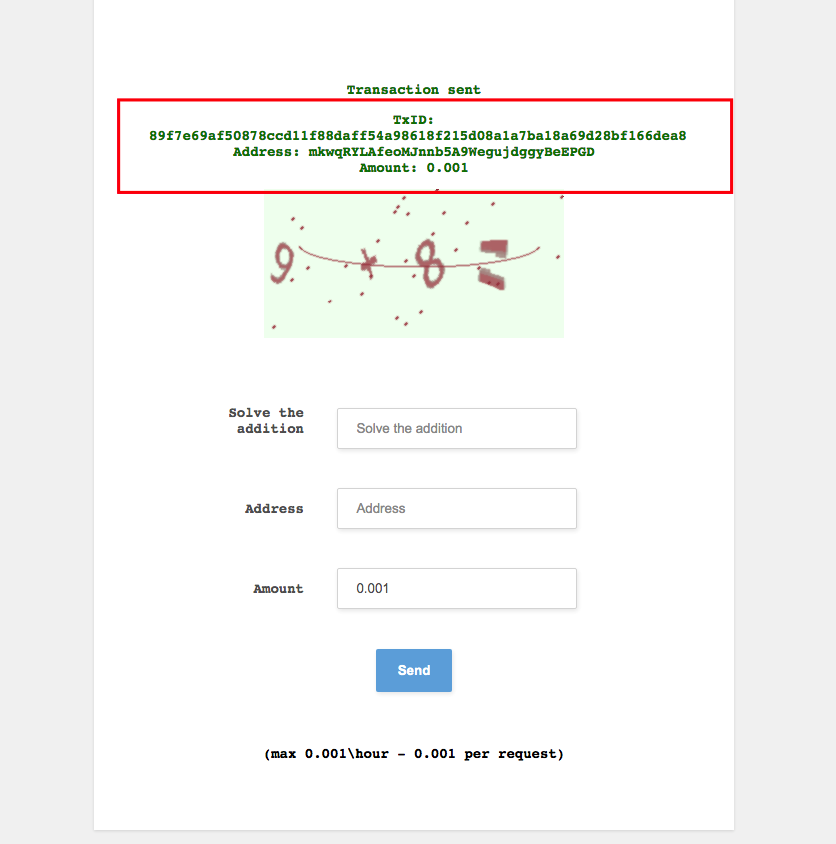 Transaction sent
TxID:
89f7e69af50878ccd11f88daff54a98618f215d08a1a7ba18a69d28bf166dea8
Address: mkwqRYLAfeoMJnnb5A9WegujdggyBeEPGD
Amount: 0.001
9 + 8 =
Solve the
addition
Solve the addition
Address
Address
Amount
0.001
Send
(max 0.001\hour - 0.001 per request)